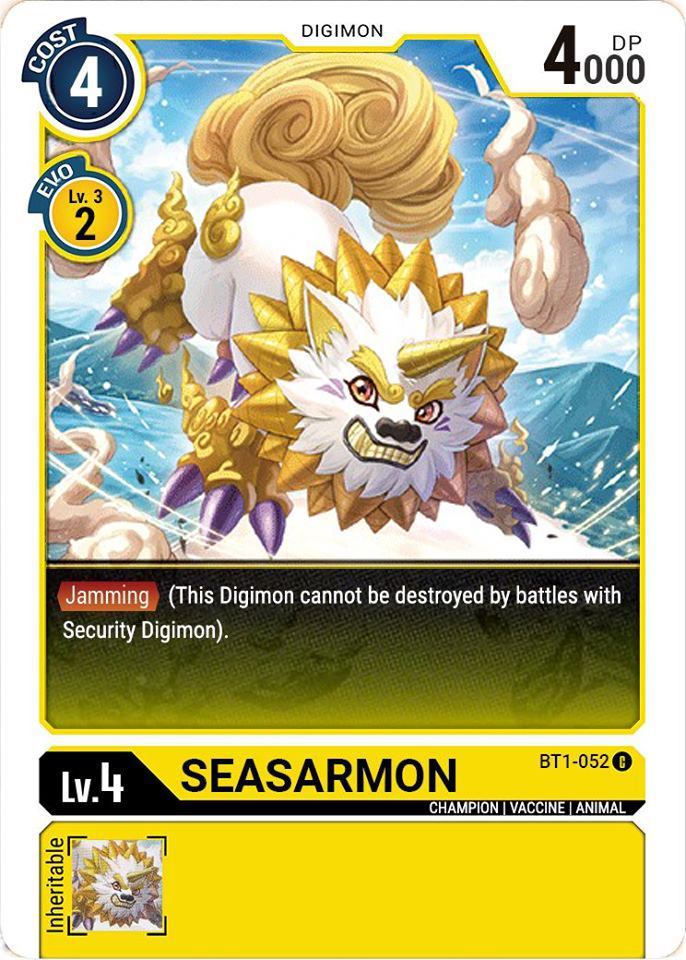 DIGIMON
COST
4
DP
4000
EVO
Lv. 3
2
Jamming (This Digimon cannot be destroyed by battles with
Security Digimon).
Lv.4
SEASARMON
BT1-052 C
CHAMPION | VACCINE | ANIMAL
Inheritable